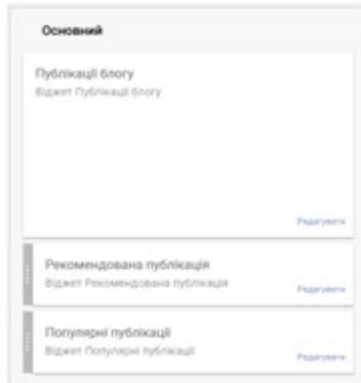 Основний
Публікації блогу
Віджет Публікації блогу
Редагувати
Рекомендована публікація
Віджет Рекомендована публікація
Редагувати
Популярні публікації
Віджет Популярні публікації
Редагувати